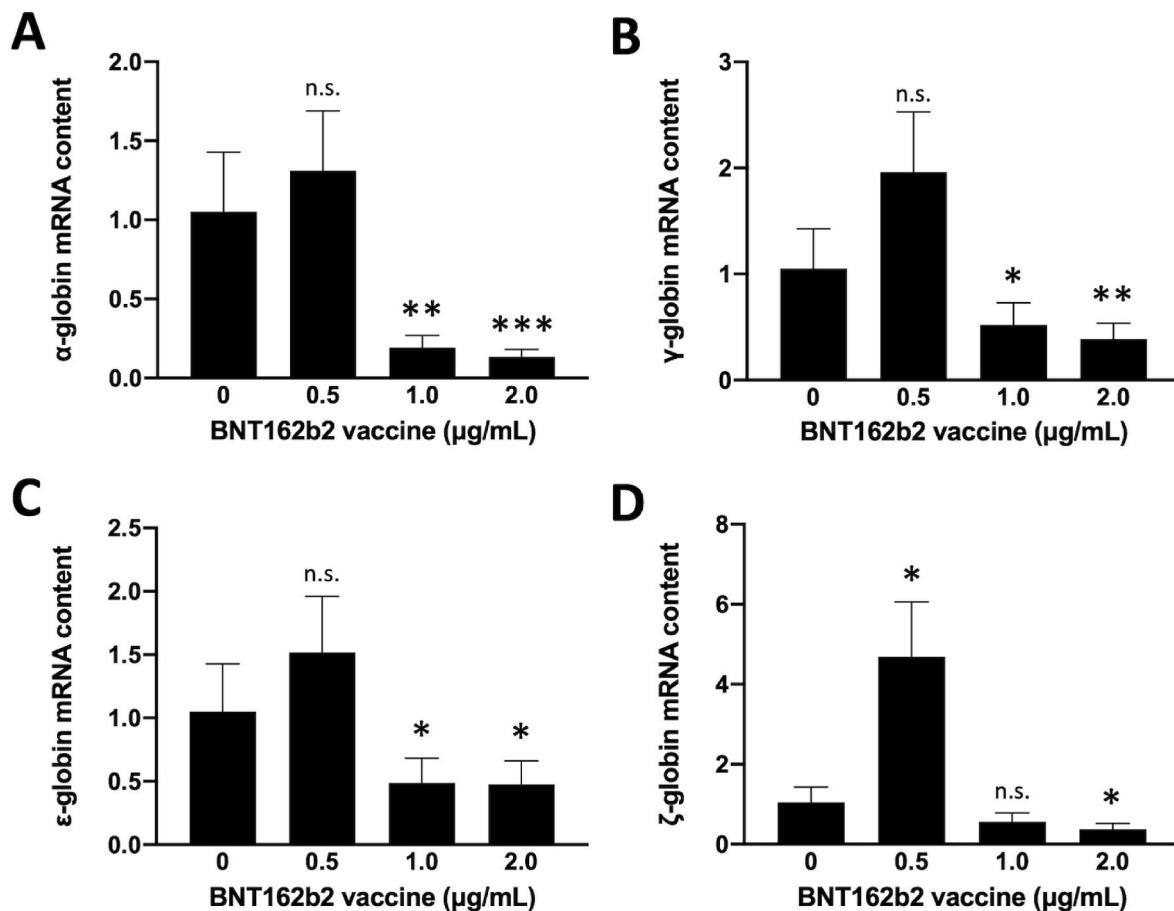 A
α-globin mRNA content
2.0
1.5
1.0
0.5
0.0
n.s.
**
***
0 0.5 1.0 2.0
BNT162b2 vaccine (µg/mL)
B
γ-globin mRNA content
3
2
1
0
n.s.
*
**
0 0.5 1.0 2.0
BNT162b2 vaccine (µg/mL)
C
ε-globin mRNA content
2.5
2.0
1.5
1.0
0.5
0.0
n.s.
*
*
0 0.5 1.0 2.0
BNT162b2 vaccine (µg/mL)
D
ζ-globin mRNA content
8
6
4
2
0
*
n.s.
*
0 0.5 1.0 2.0
BNT162b2 vaccine (µg/mL)